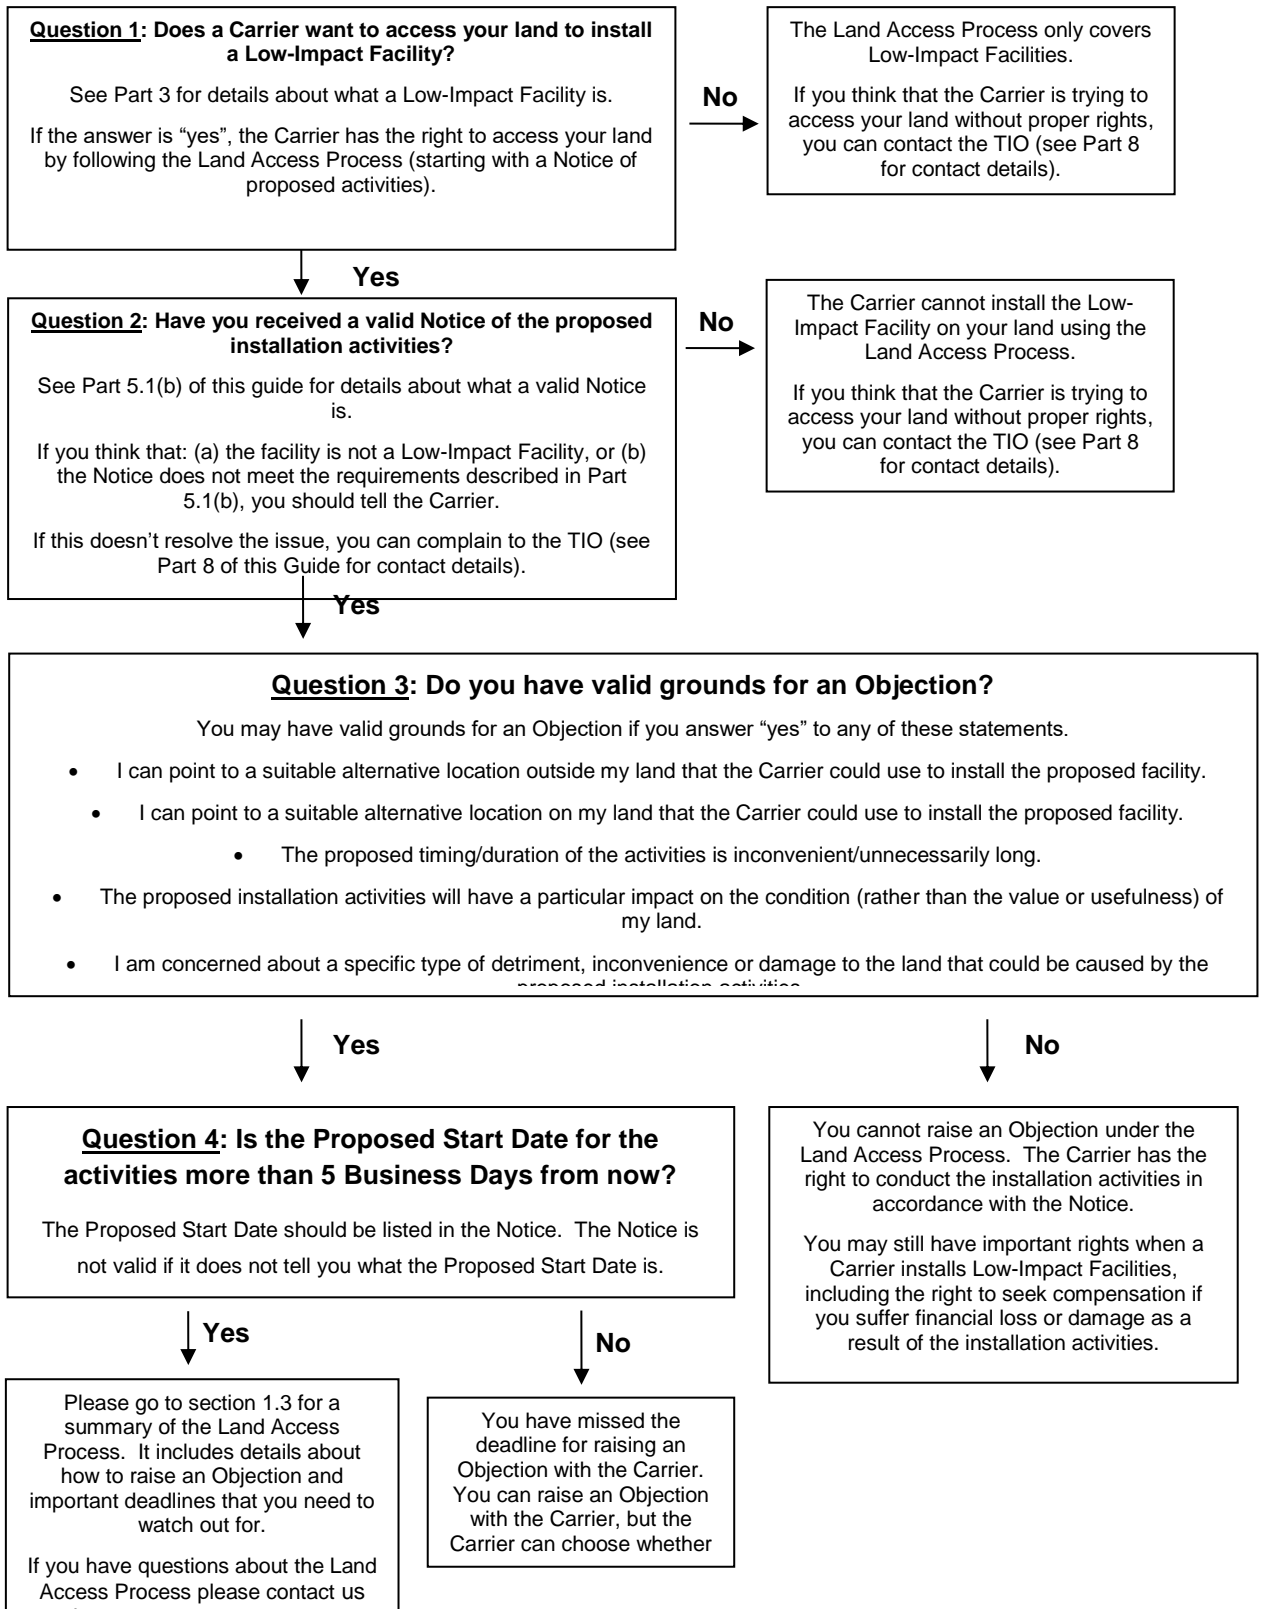 Question 1: Does a Carrier want to access your land to install
a Low-Impact Facility?
See Part 3 for details about what a Low-Impact Facility is.
If the answer is “yes”, the Carrier has the right to access your land
by following the Land Access Process (starting with a Notice of
proposed activities).
No
The Land Access Process only covers
Low-Impact Facilities.
If you think that the Carrier is trying to
access your land without proper rights,
you can contact the TIO (see Part 8
for contact details).
Yes
Question 2: Have you received a valid Notice of the proposed
installation activities?
See Part 5.1(b) of this guide for details about what a valid Notice
is.
If you think that: (a) the facility is not a Low-Impact Facility, or (b)
the Notice does not meet the requirements described in Part
5.1(b), you should tell the Carrier.
If this doesn’t resolve the issue, you can complain to the TIO (see
Part 8 of this Guide for contact details).
No
The Carrier cannot install the Low-
Impact Facility on your land using the
Land Access Process.
If you think that the Carrier is trying to
access your land without proper rights,
you can contact the TIO (see Part 8
for contact details).
Yes
Question 3: Do you have valid grounds for an Objection?
You may have valid grounds for an Objection if you answer “yes” to any of these statements.
• I can point to a suitable alternative location outside my land that the Carrier could use to install the proposed facility.
• I can point to a suitable alternative location on my land that the Carrier could use to install the proposed facility.
• The proposed timing/duration of the activities is inconvenient/unnecessarily long.
• The proposed installation activities will have a particular impact on the condition (rather than the value or usefulness) of
my land.
• I am concerned about a specific type of detriment, inconvenience or damage to the land that could be caused by the
proposed installation activities
Yes
No
Question 4: Is the Proposed Start Date for the
activities more than 5 Business Days from now?
The Proposed Start Date should be listed in the Notice. The Notice is
not valid if it does not tell you what the Proposed Start Date is.
You cannot raise an Objection under the
Land Access Process. The Carrier has the
right to conduct the installation activities in
accordance with the Notice.
You may still have important rights when a
Carrier installs Low-Impact Facilities,
including the right to seek compensation if
you suffer financial loss or damage as a
result of the installation activities.
Yes
No
Please go to section 1.3 for a
summary of the Land Access
Process. It includes details about
how to raise an Objection and
important deadlines that you need to
watch out for.
If you have questions about the Land
Access Process please contact us
You have missed the
deadline for raising an
Objection with the Carrier.
You can raise an Objection
with the Carrier, but the
Carrier can choose whether